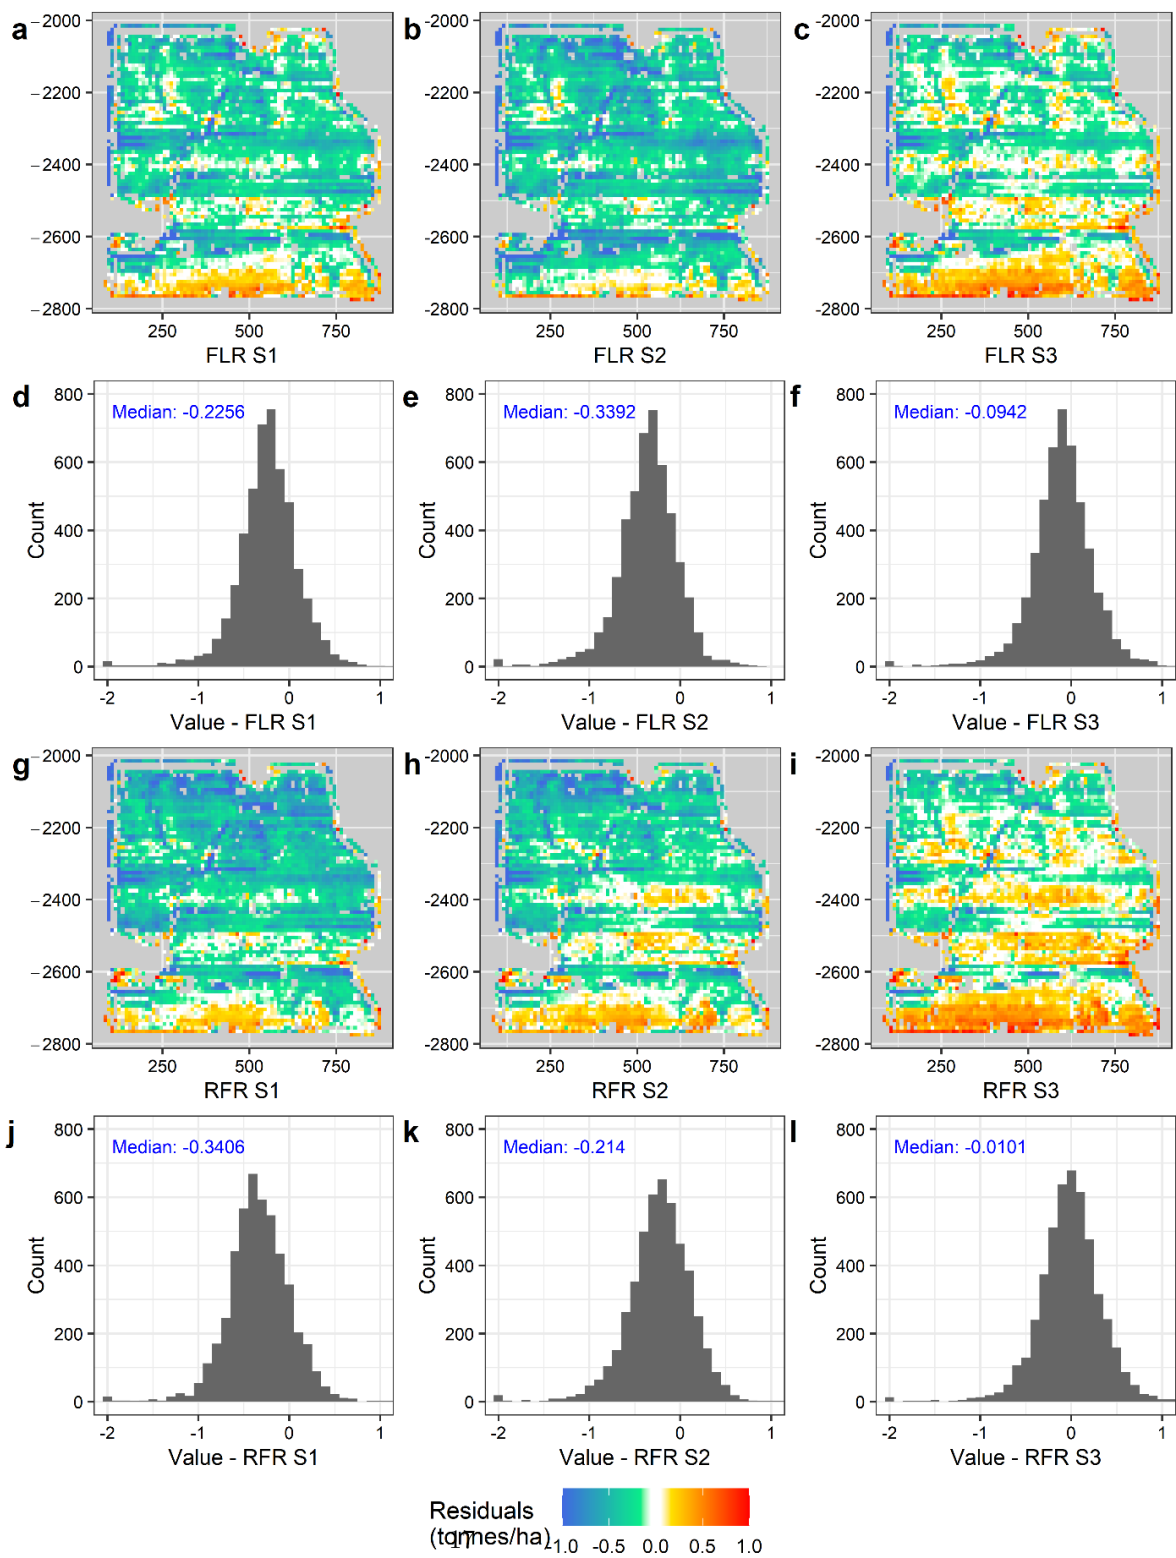 a b c
−2000 -2000 -2000
−2200 -2200 -2200
−2400 -2400 -2400
−2600 -2600 -2600
−2800 -2800 -2800
250 500 750 250 500 750 250 500 750
FLR S1 FLR S2 FLR S3
d e f
800 800 800
Median: -0.2256 Median: -0.3392 Median: -0.0942
600 600 600
Count Count Count
400 400 400
200 200 200
0 0 0
-2 -1 0 1 -2 -1 0 1 -2 -1 0 1
Value - FLR S1 Value - FLR S2 Value - FLR S3
g h i
−2000 -2000 -2000
−2200 -2200 -2200
−2400 -2400 -2400
−2600 -2600 -2600
−2800 -2800 -2800
250 500 750 250 500 750 250 500 750
RFR S1 RFR S2 RFR S3
j k l
800 800 800
Median: -0.3406 Median: -0.214 Median: -0.0101
600 600 600
Count Count Count
400 400 400
200 200 200
0 0 0
-2 -1 0 1 -2 -1 0 1 -2 -1 0 1
Value - RFR S1 Value - RFR S2 Value - RFR S3
Residuals
(tonnes/ha)
17
-1.0 -0.5 0.0 0.5 1.0